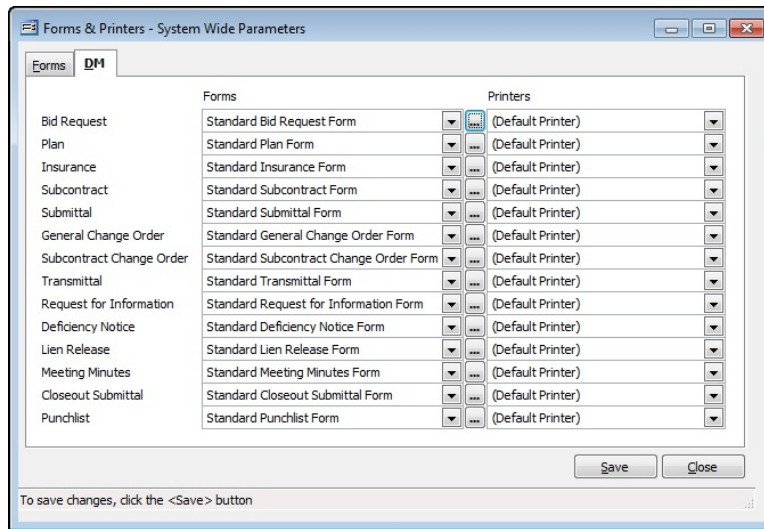 Forms & Printers - System Wide Parameters
Forms DM
Forms Printers
Bid Request Standard Bid Request Form ... (Default Printer)
Plan Standard Plan Form ... (Default Printer)
Insurance Standard Insurance Form ... (Default Printer)
Subcontract Standard Subcontract Form ... (Default Printer)
Submittal Standard Submittal Form ... (Default Printer)
General Change Order Standard General Change Order Form ... (Default Printer)
Subcontract Change Order Standard Subcontract Change Order Form ... (Default Printer)
Transmittal Standard Transmittal Form ... (Default Printer)
Request for Information Standard Request for Information Form ... (Default Printer)
Deficiency Notice Standard Deficiency Notice Form ... (Default Printer)
Lien Release Standard Lien Release Form ... (Default Printer)
Meeting Minutes Standard Meeting Minutes Form ... (Default Printer)
Closeout Submittal Standard Closeout Submittal Form ... (Default Printer)
Punchlist Standard Punchlist Form ... (Default Printer)
Save Close
To save changes, click the <Save> button